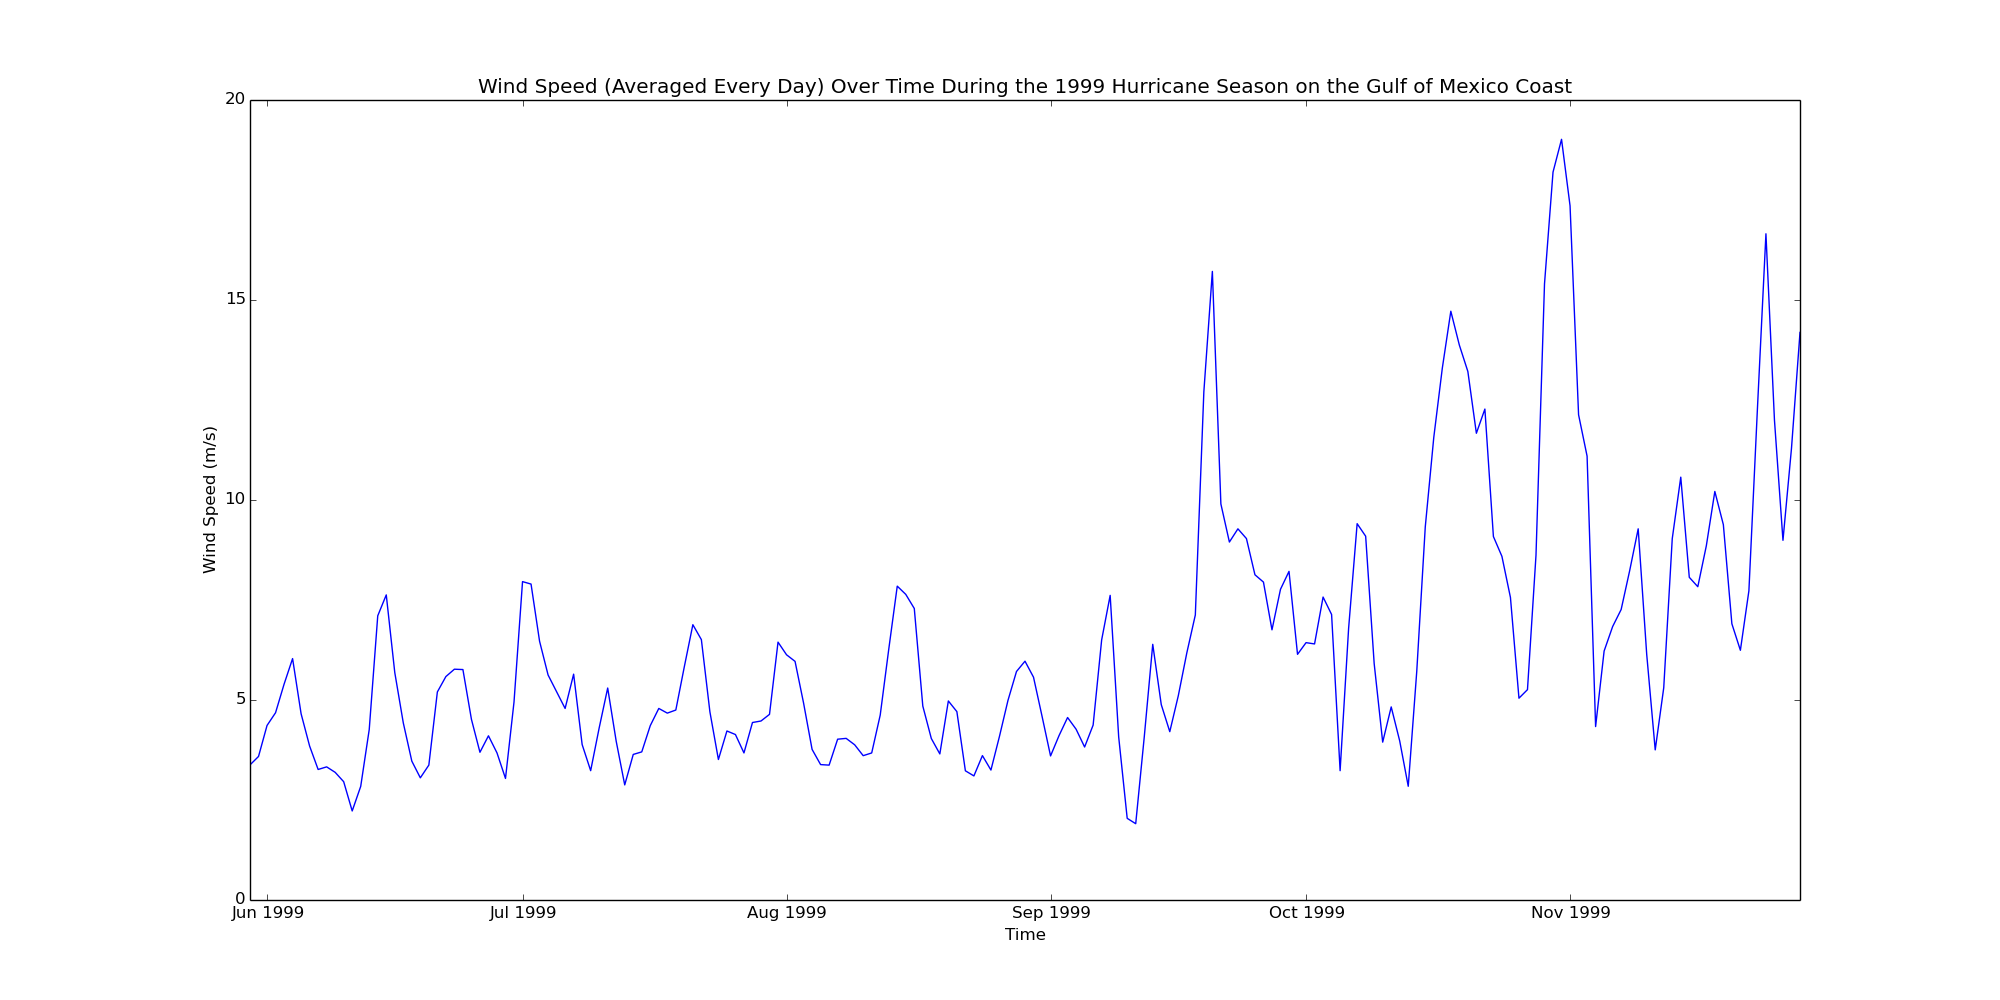 Wind Speed (Averaged Every Day) Over Time During the 1999 Hurricane Season on the Gulf of Mexico Coast
20
15
10
5
0
Wind Speed (m/s)
Jun 1999 Jul 1999 Aug 1999 Sep 1999 Oct 1999 Nov 1999
Time